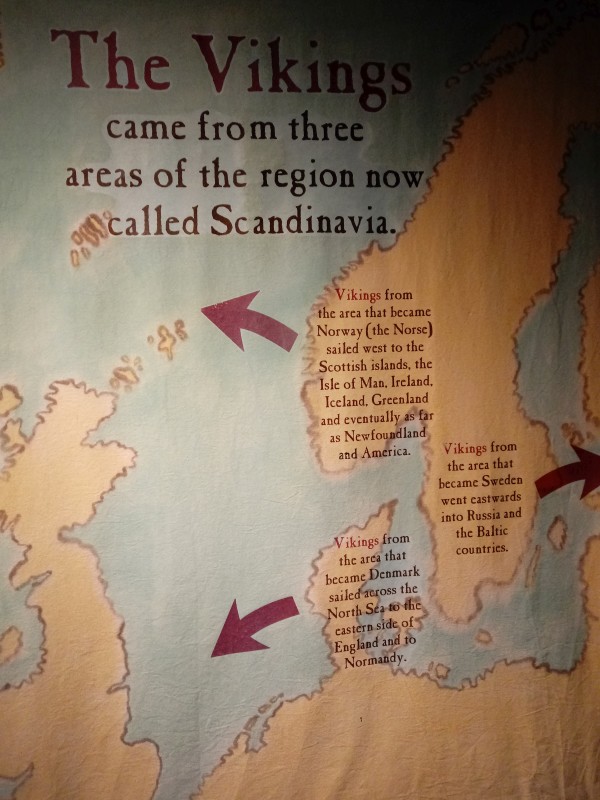 The Vikings
came from three
areas of the region now
called Scandinavia.
Vikings from
the area that became
Norway (the Norse)
sailed west to the
Scottish islands, the
Isle of Man, Ireland,
Iceland, Greenland
and eventually as far
as Newfoundland
and America.
Vikings from
the area that
became Sweden
went eastwards
into Russia and
the Baltic
countries.
Vikings from
the area that
became Denmark
sailed across the
North Sea to the
eastern side of
England and to
Normandy.